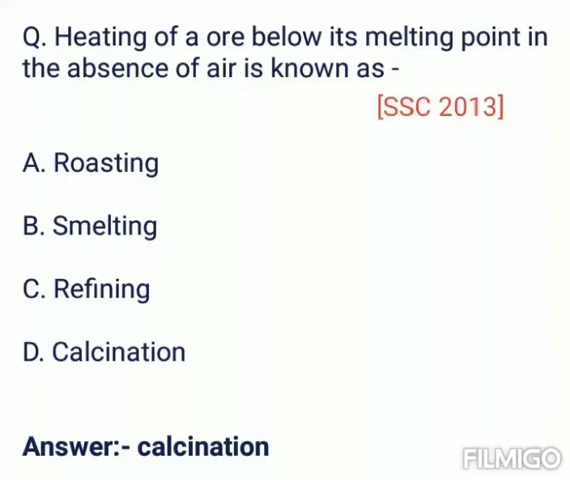 Q. Heating of a ore below its melting point in
the absence of air is known as -
[SSC 2013]
A. Roasting
B. Smelting
C. Refining
D. Calcination
Answer:- calcination
FILMIGO